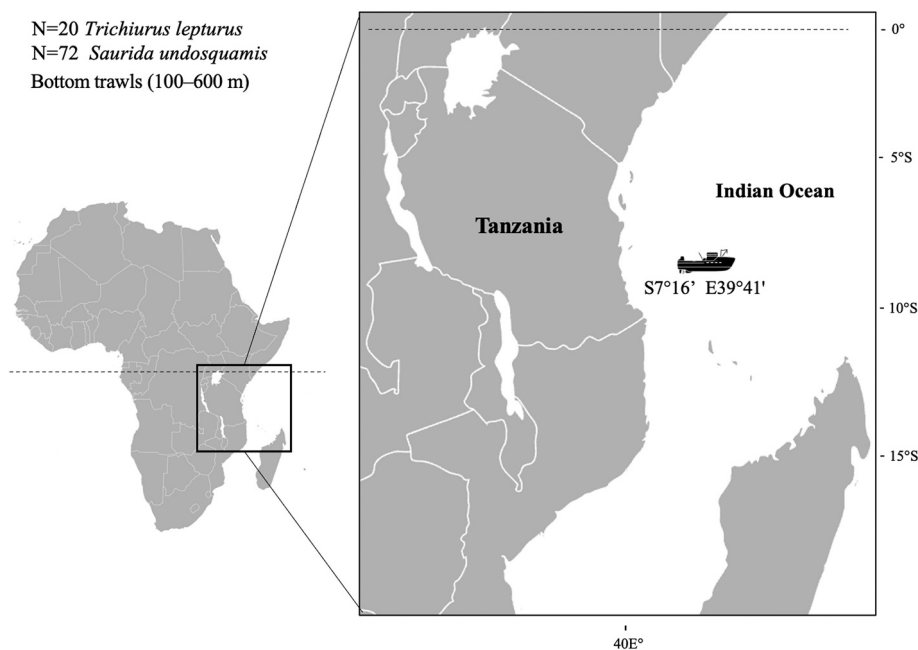 N=20 Trichiurus lepturus
N=72 Saurida undosquamis
Bottom trawls (100–600 m)
0°
5°S
Indian Ocean
Tanzania
S7°16’ E39°41'
10°S
15°S
40E°